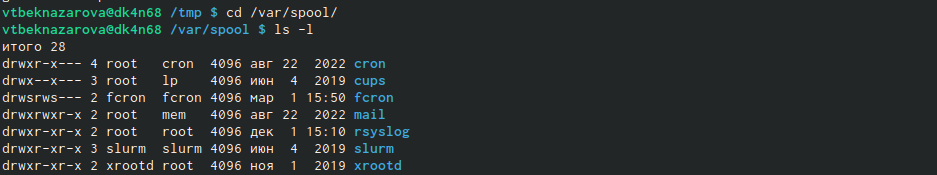 vtbeknazarova@dk4n68 /tmp $ cd /var/spool/
vtbeknazarova@dk4n68 /var/spool $ ls -l
итого 28
drwxr-x--- 4 root   cron  4096 авг 22  2022 cron
drwx--x--- 3 root   lp    4096 июн  4  2019 cups
drwsrws--- 2 fcron  fcron 4096 мар  1 15:50 fcron
drwxrwxr-x 2 root   mem   4096 авг 22  2022 mail
drwxr-xr-x 2 root   root  4096 дек  1 15:10 rsyslog
drwxr-xr-x 3 slurm  slurm 4096 июн  4  2019 slurm
drwxr-xr-x 2 xrootd root  4096 ноя  1  2019 xrootd